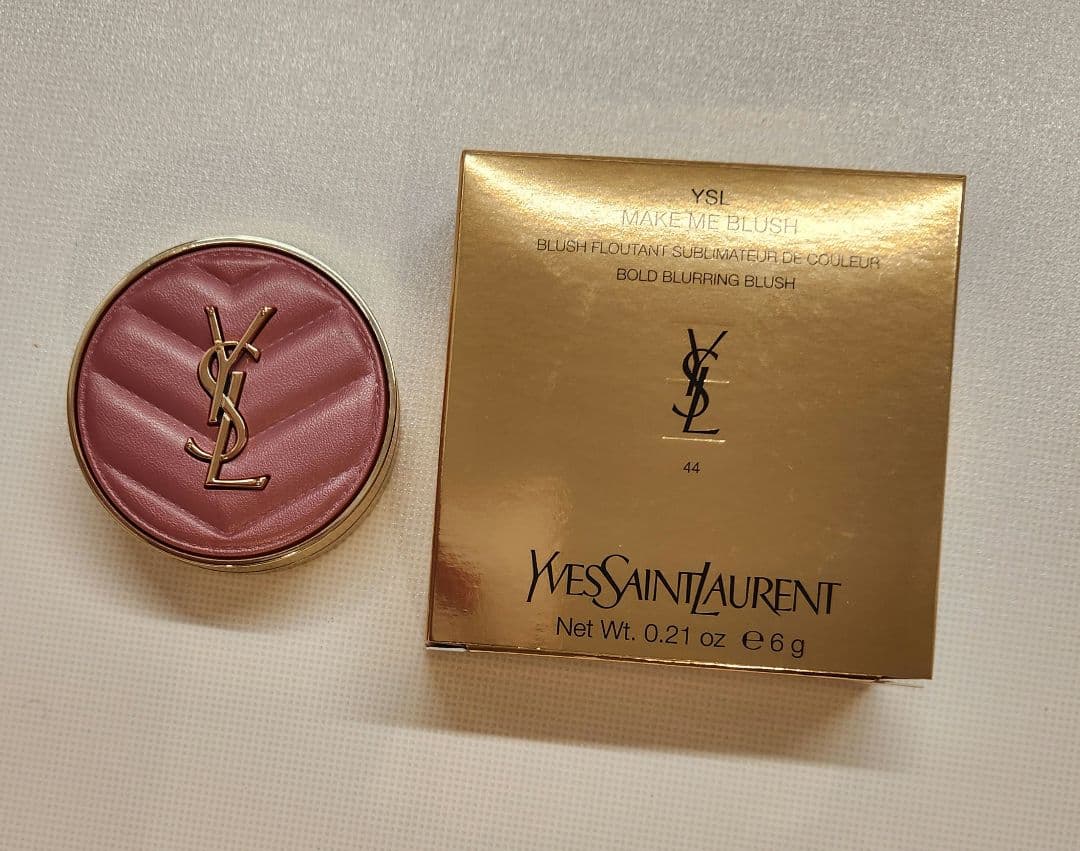 YSL
YSL
MAKE ME BLUSH
BLUSH FLOUTANT SUBLIMATEUR DE COULEUR
BOLD BLURRING BLUSH
YSL
44
YVESSAINTLAURENT
Net Wt. 0.21 oz ℮ 6 g